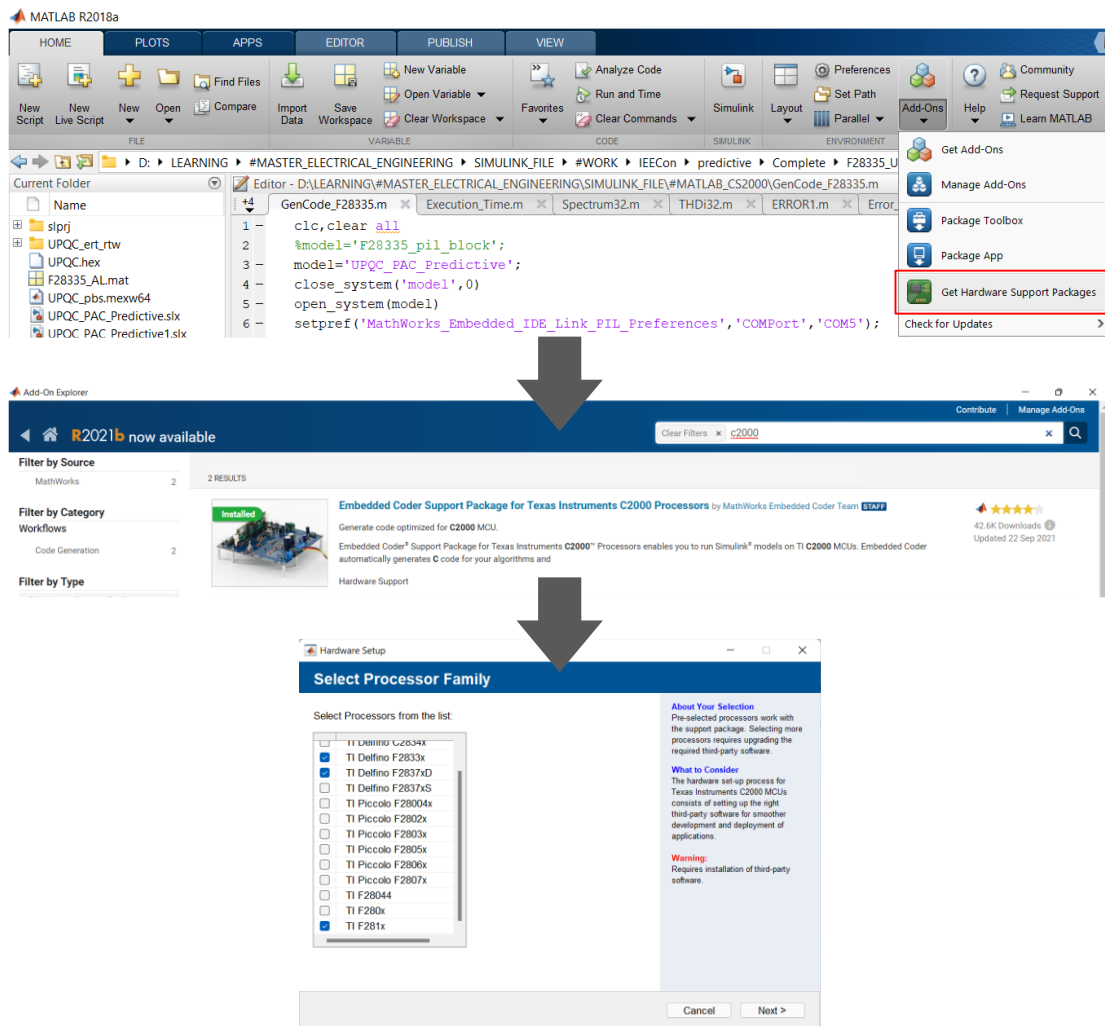 MATLAB R2018a
HOME PLOTS APPS EDITOR PUBLISH VIEW
New Script
New Live Script
New
Open
Find Files
Compare
Import Data
Save Workspace
New Variable
Open Variable
Clear Workspace
Favorites
Analyze Code
Run and Time
Clear Commands
Simulink
Layout
Preferences
Set Path
Parallel
Add-Ons
Help
Community
Request Support
Learn MATLAB
FILE VARIABLE CODE SIMULINK ENVIRONMENT
D: LEARNING #MASTER_ELECTRICAL_ENGINEERING SIMULINK_FILE #WORK IEECon predictive Complete F28335_U
Get Add-Ons
Manage Add-Ons
Package Toolbox
Package App
Get Hardware Support Packages
Check for Updates
Current Folder
Name
slprj
UPQC_ert_rtw
UPQC.hex
F28335_AL.mat
UPQC_pbs.mexw64
UPQC_PAC_Predictive.slx
UPQC PAC Predictive1.slx
Editor - D:\LEARNING\#MASTER_ELECTRICAL_ENGINEERING\SIMULINK_FILE\#MATLAB_CS2000\GenCode_F28335.m
+4 GenCode_F28335.m Execution_Time.m Spectrum32.m THDi32.m ERROR1.m Error_
1 – clc,clear all
2 %model='F28335_pil_block';
3 – model='UPQC_PAC_Predictive';
4 – close_system('model',0)
5 – open_system(model)
6 – setpref('MathWorks_Embedded_IDE_Link_PIL_Preferences','COMPort','COM5');
Add-On Explorer
Contribute Manage Add-Ons
R2021b now available
Clear Filters × c2000
Filter by Source
MathWorks 2
Filter by Category
Workflows
Code Generation 2
Filter by Type
2 RESULTS
Installed
Embedded Coder Support Package for Texas Instruments C2000 Processors by MathWorks Embedded Coder Team STAFF
Generate code optimized for C2000 MCU.
Embedded Coder® Support Package for Texas Instruments C2000™ Processors enables you to run Simulink® models on TI C2000 MCUs. Embedded Coder
automatically generates C code for your algorithms and
Hardware Support
42.6K Downloads
Updated 22 Sep 2021
Hardware Setup
Select Processor Family
Select Processors from the list:
TI Delfino C2834x
TI Delfino F2833x
TI Delfino F2837xD
TI Delfino F2837xS
TI Piccolo F28004x
TI Piccolo F2802x
TI Piccolo F2803x
TI Piccolo F2805x
TI Piccolo F2806x
TI Piccolo F2807x
TI F28044
TI F280x
TI F281x
About Your Selection
Pre-selected processors work with
the support package. Selecting more
processors requires upgrading the
required third-party software.
What to Consider
The hardware set-up process for
Texas Instruments C2000 MCUs
consists of setting up the right
third-party software for smoother
development and deployment of
applications.
Warning:
Requires installation of third-party
software.
Cancel Next >